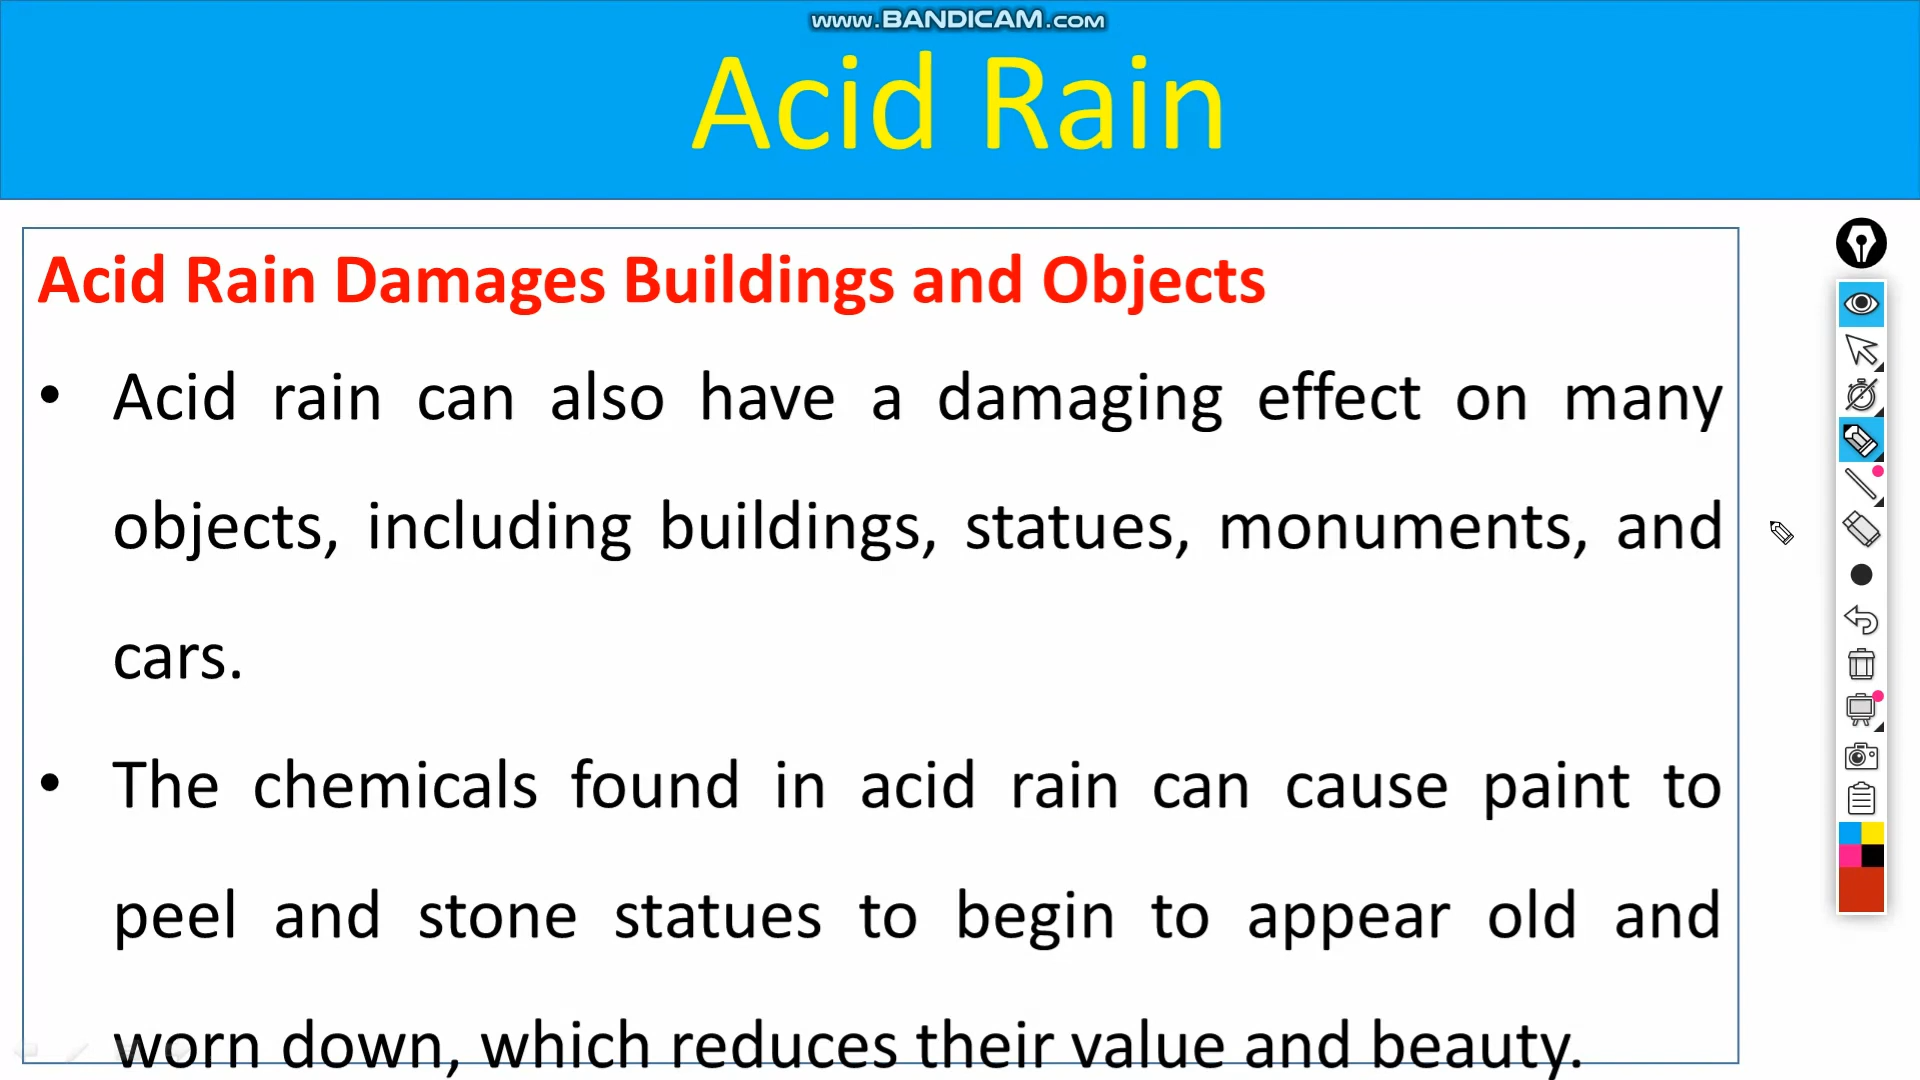 www.BANDICAM.com
Acid Rain
Acid Rain Damages Buildings and Objects
• Acid rain can also have a damaging effect on many
objects, including buildings, statues, monuments, and
cars.
• The chemicals found in acid rain can cause paint to
peel and stone statues to begin to appear old and
worn down, which reduces their value and beauty.